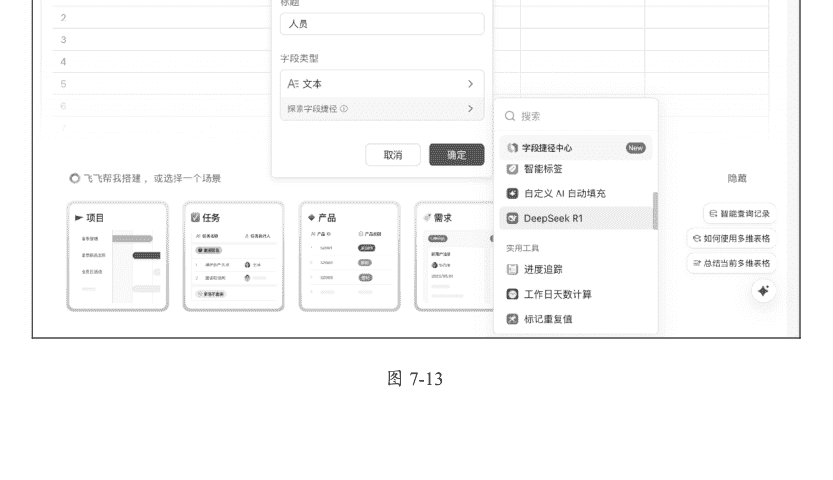 标题
2
人员
3
字段类型
4
A 文本
5
探索字段捷径
6
搜索
7
字段捷径中心 New
取消 确定
智能标签
飞飞帮我搭建，或选择一个场景
隐藏
自定义 AI 自动填充
项目
任务
产品
需求
DeepSeek R1
智能查询记录
如何使用多维表格
实用工具
总结当前多维表格
进度追踪
工作日天数计算
标记重复值
图 7-13